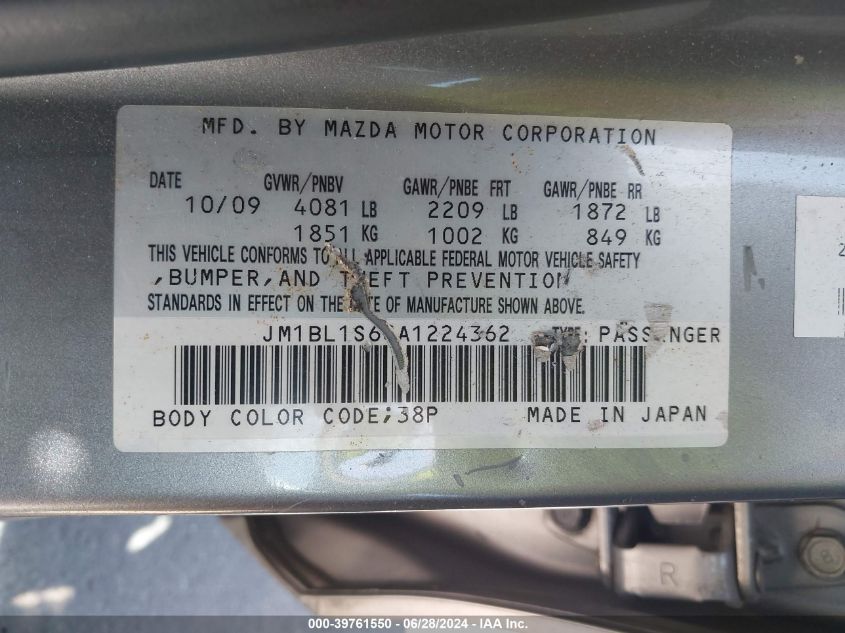 MFD. BY MAZDA MOTOR CORPORATION
DATE GVWR/PNBV GAWR/PNBE FRT GAWR/PNBE RR
10/09 4081 LB 2209 LB 1872 LB
1851 KG 1002 KG 849 KG
THIS VEHICLE CONFORMS TO ALL APPLICABLE FEDERAL MOTOR VEHICLE SAFETY
,BUMPER,AND THEFT PREVENTION
STANDARDS IN EFFECT ON THE DATE OF MANUFACTURE SHOWN ABOVE.
TYPE: PASSENGER
BODY COLOR CODE;38P MADE IN JAPAN
2
R
8
000-39761550 - 06/28/2024 - IAA Inc.